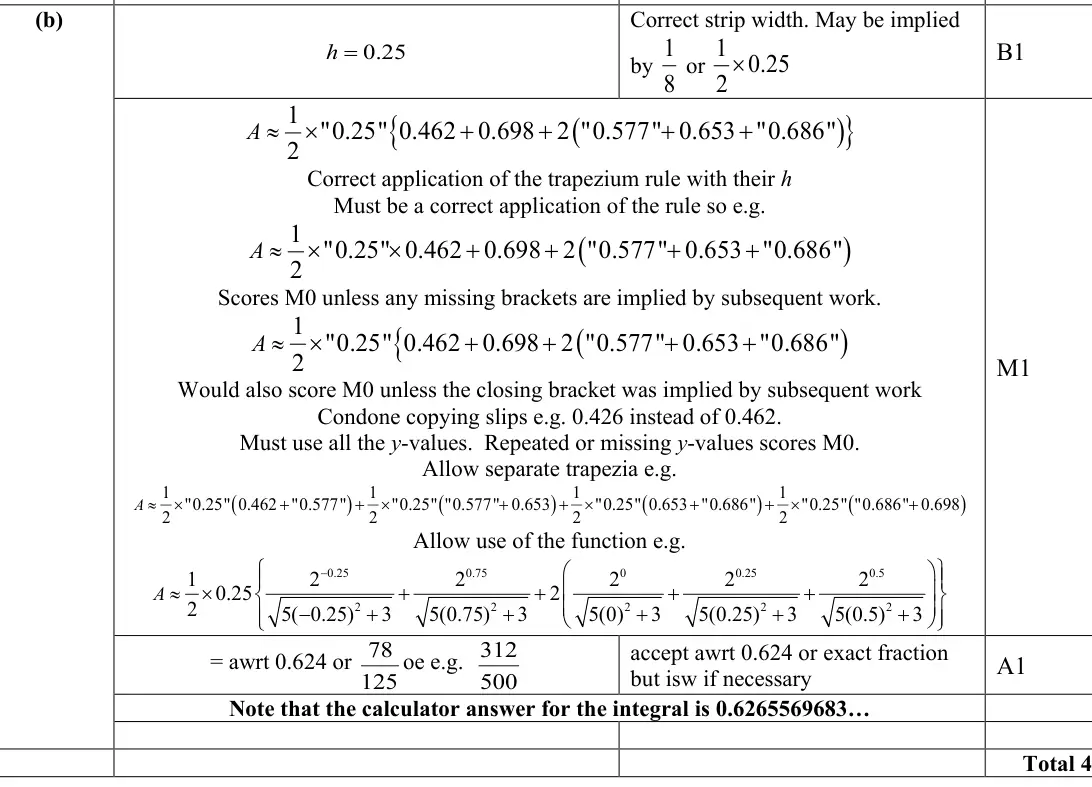 (b)
h = 0.25
Correct strip width. May be implied
by 1/8 or 1/2 × 0.25
B1
A ≈ 1/2 × "0.25"{0.462 + 0.698 + 2("0.577" + 0.653 + "0.686")}
Correct application of the trapezium rule with their h
Must be a correct application of the rule so e.g.
A ≈ 1/2 × "0.25" × 0.462 + 0.698 + 2("0.577" + 0.653 + "0.686")
Scores M0 unless any missing brackets are implied by subsequent work.
A ≈ 1/2 × "0.25"{0.462 + 0.698 + 2("0.577" + 0.653 + "0.686")
Would also score M0 unless the closing bracket was implied by subsequent work
Condone copying slips e.g. 0.426 instead of 0.462.
Must use all the y-values. Repeated or missing y-values scores M0.
Allow separate trapezia e.g.
A ≈ 1/2 × "0.25"(0.462 + "0.577") + 1/2 × "0.25"("0.577" + 0.653) + 1/2 × "0.25"(0.653 + "0.686") + 1/2 × "0.25"("0.686" + 0.698)
Allow use of the function e.g.
A ≈ 1/2 × 0.25{2^(−0.25)/√(5(−0.25)² + 3) + 2^(0.75)/√(5(0.75)² + 3) + 2(2^0/√(5(0)² + 3) + 2^(0.25)/√(5(0.25)² + 3) + 2^(0.5)/√(5(0.5)² + 3))}
M1
= awrt 0.624 or 78/125 oe e.g. 312/500
accept awrt 0.624 or exact fraction
but isw if necessary
A1
Note that the calculator answer for the integral is 0.6265569683…
Total 4